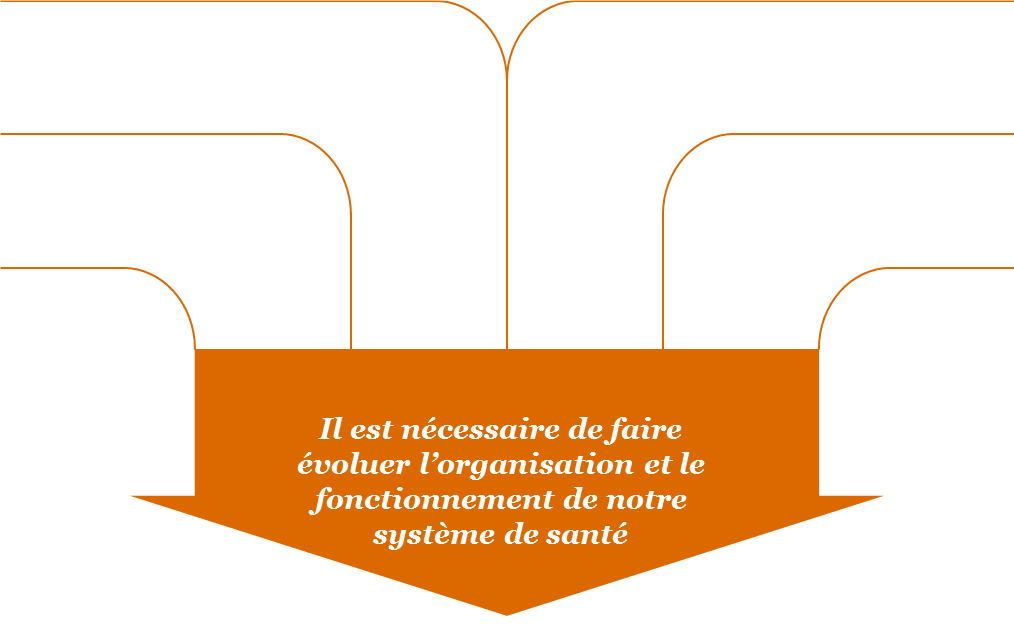 Il est nécessaire de faire
évoluer l’organisation et le
fonctionnement de notre
système de santé